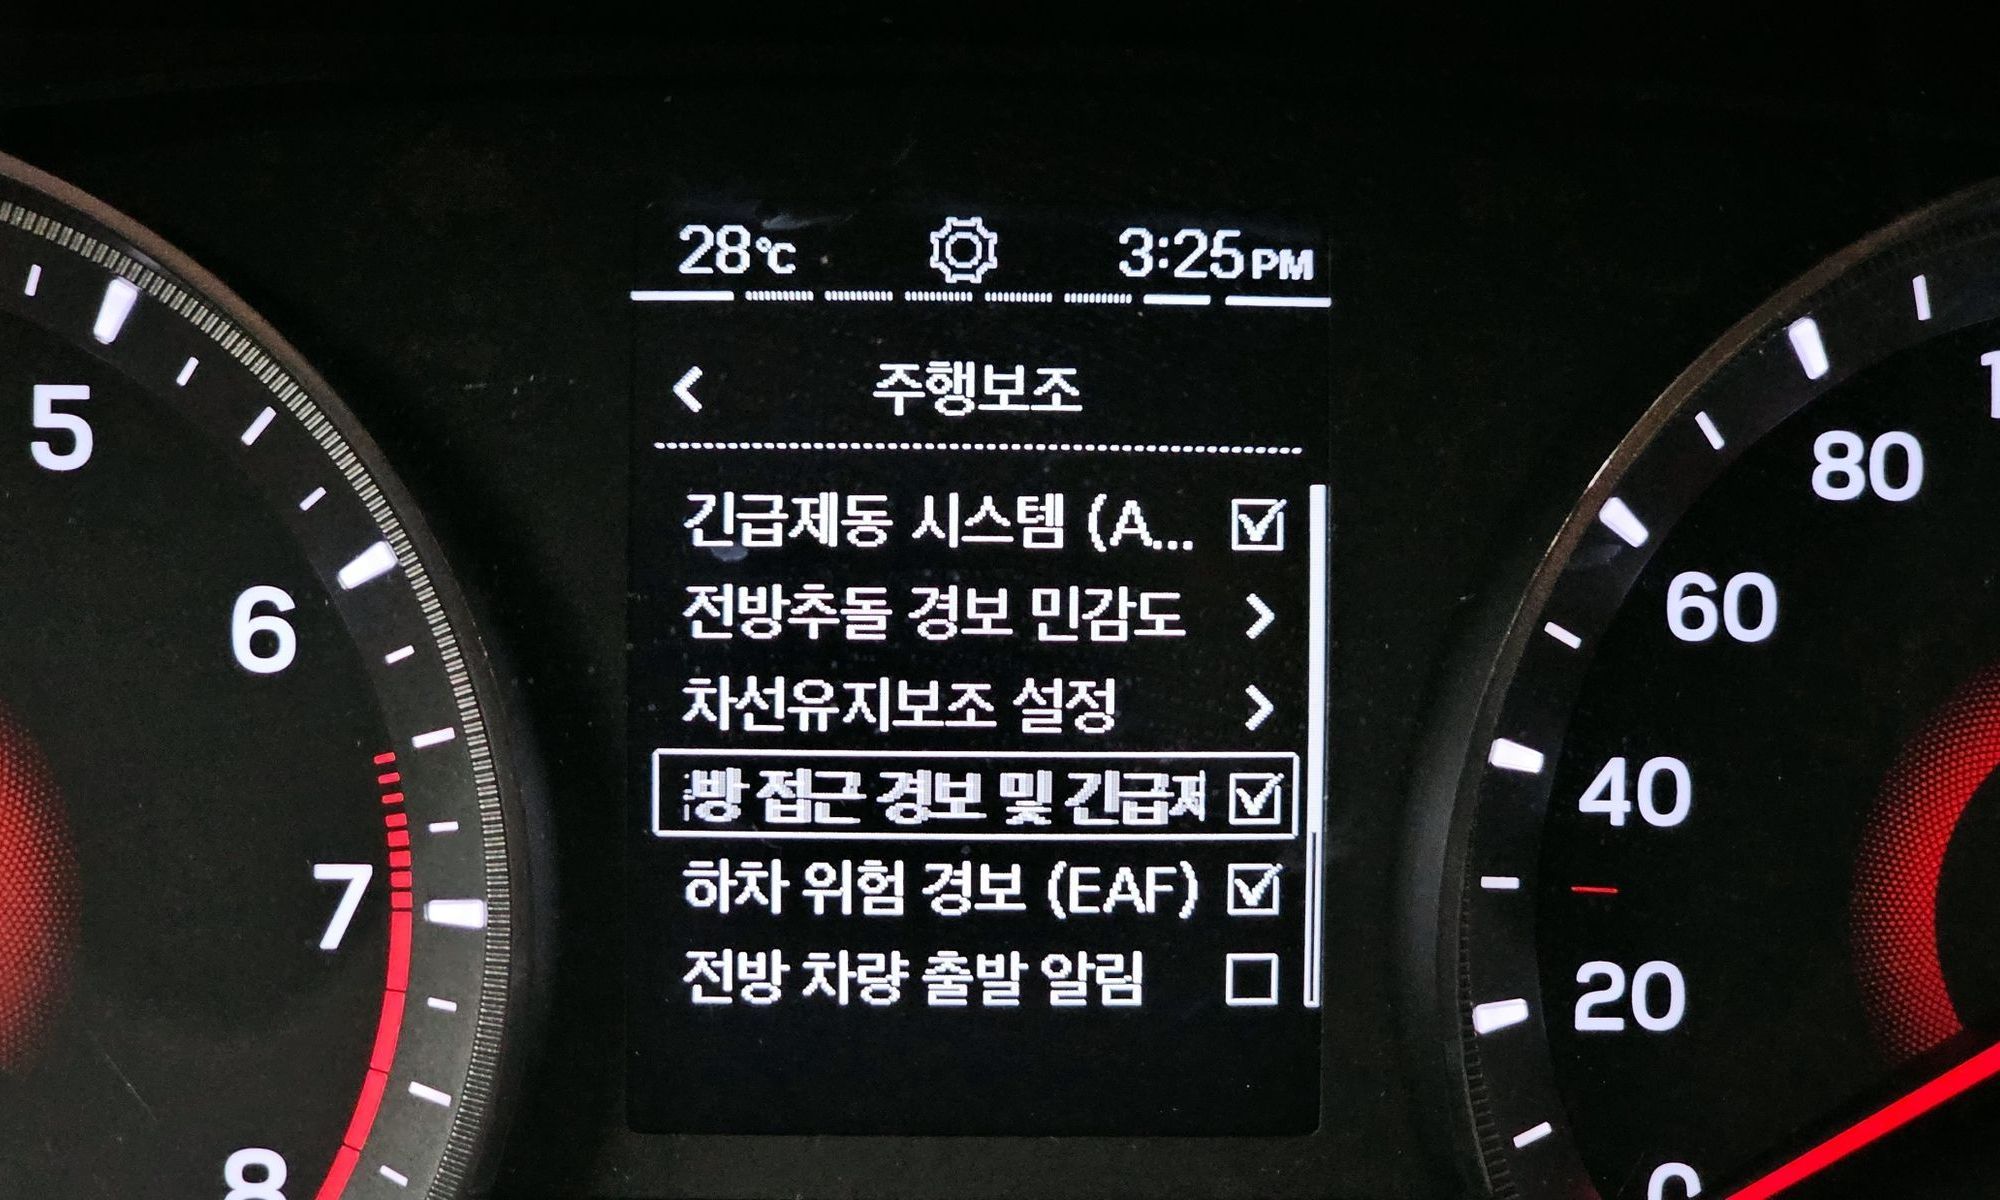 28℃ 3:25PM
주행보조
긴급제동 시스템 (A...
전방추돌 경보 민감도
차선유지보조 설정
방 접근 경보 및 긴급제
하차 위험 경보 (EAF)
전방 차량 출발 알림
5
6
7
8
80
60
40
20
0